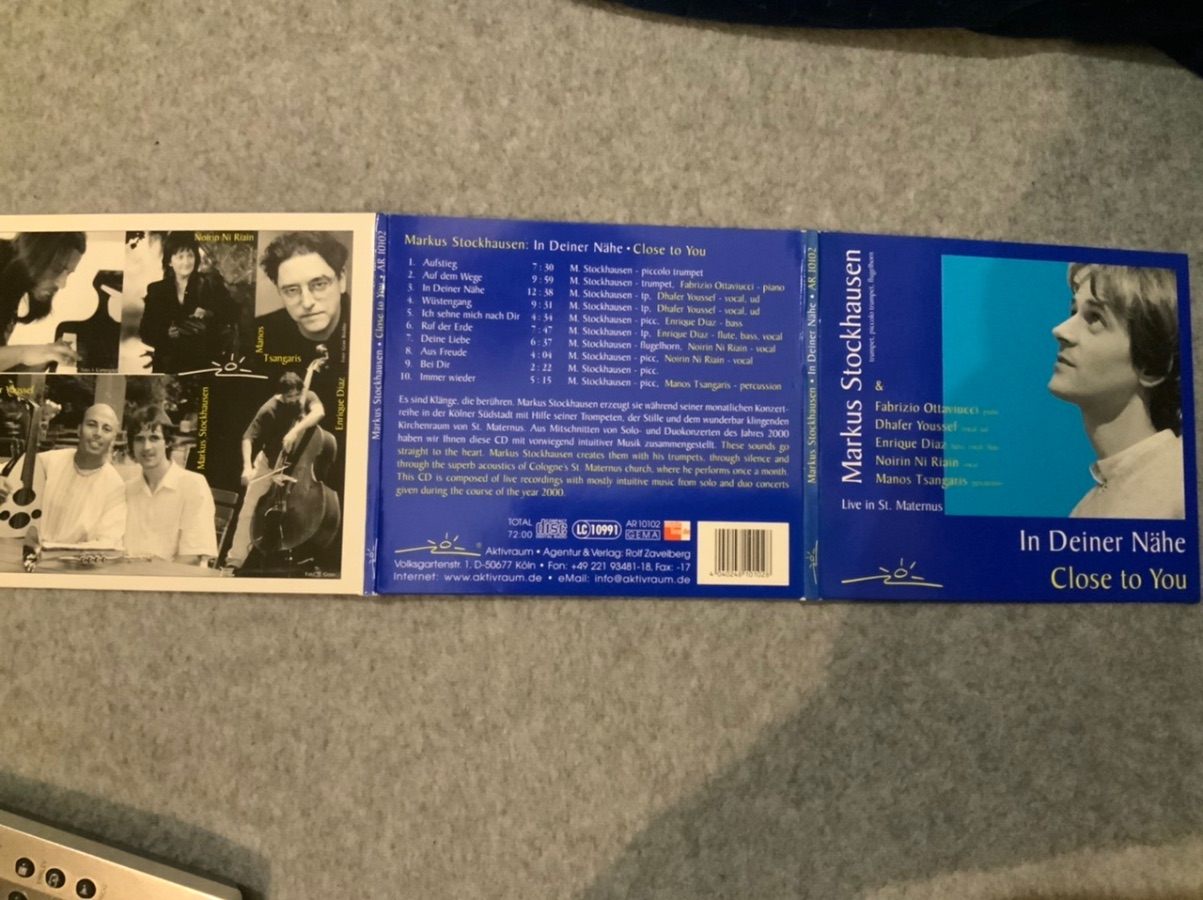 Noirin Ni Riain
Manos
Tsangaris
Youssef
Markus Stockhausen
Enrique Diaz
Markus Stockhausen • Close to You • AR 10102
Markus Stockhausen: In Deiner Nähe • Close to You
1. Aufstieg 7:30 M. Stockhausen - piccolo trumpet
2. Auf dem Wege 9:59 M. Stockhausen - trumpet, Fabrizio Ottaviucci - piano
3. In Deiner Nähe 12:38 M. Stockhausen - tp. Dhafer Youssef - vocal, ud
4. Wüstengang 9:31 M. Stockhausen - tp. Dhafer Youssef - vocal, ud
5. Ich sehne mich nach Dir 4:34 M. Stockhausen - picc. Enrique Diaz - bass
6. Ruf der Erde 7:47 M. Stockhausen - tp. Enrique Diaz - flute, bass, vocal
7. Deine Liebe 6:37 M. Stockhausen - flugelhorn, Noirin Ni Riain - vocal
8. Aus Freude 4:04 M. Stockhausen - picc, Noirin Ni Riain - vocal
9. Bei Dir 2:22 M. Stockhausen - picc.
10. Immer wieder 5:15 M. Stockhausen - picc, Manos Tsangaris - percussion
Es sind Klänge, die berühren. Markus Stockhausen erzeugt sie während seiner monatlichen Konzert-
reihe in der Kölner Südstadt mit Hilfe seiner Trompeten, der Stille und dem wunderbar klingenden
Kirchenraum von St. Maternus. Aus Mitschnitten von Solo- und Duokonzerten des Jahres 2000
haben wir Ihnen diese CD mit vorwiegend intuitiver Musik zusammengestellt. These sounds go
straight to the heart. Markus Stockhausen creates them with his trumpets, through silence and
through the superb acoustics of Cologne's St. Maternus church, where he performs once a month.
This CD is composed of live recordings with mostly intuitive music from solo and duo concerts
given during the course of the year 2000.
TOTAL
72:00
COMPACT
disc
DIGITAL AUDIO
LC 10991
AR 10102
GEMA
Aktivraum • Agentur & Verlag: Rolf Zavelberg
Volksgartenstr. 1, D-50677 Köln • Fon: +49 221 93481-18, Fax: -17
Internet: www.aktivraum.de • eMail: info@aktivraum.de
Markus Stockhausen • In Deiner Nähe • AR 10102
Markus Stockhausen
trumpet, piccolo trumpet, flugelhorn
&
Fabrizio Ottaviucci piano
Dhafer Youssef vocal, ud
Enrique Diaz bass, vocal, flute
Noirin Ni Riain vocal
Manos Tsangaris percussion
Live in St. Maternus
In Deiner Nähe
Close to You